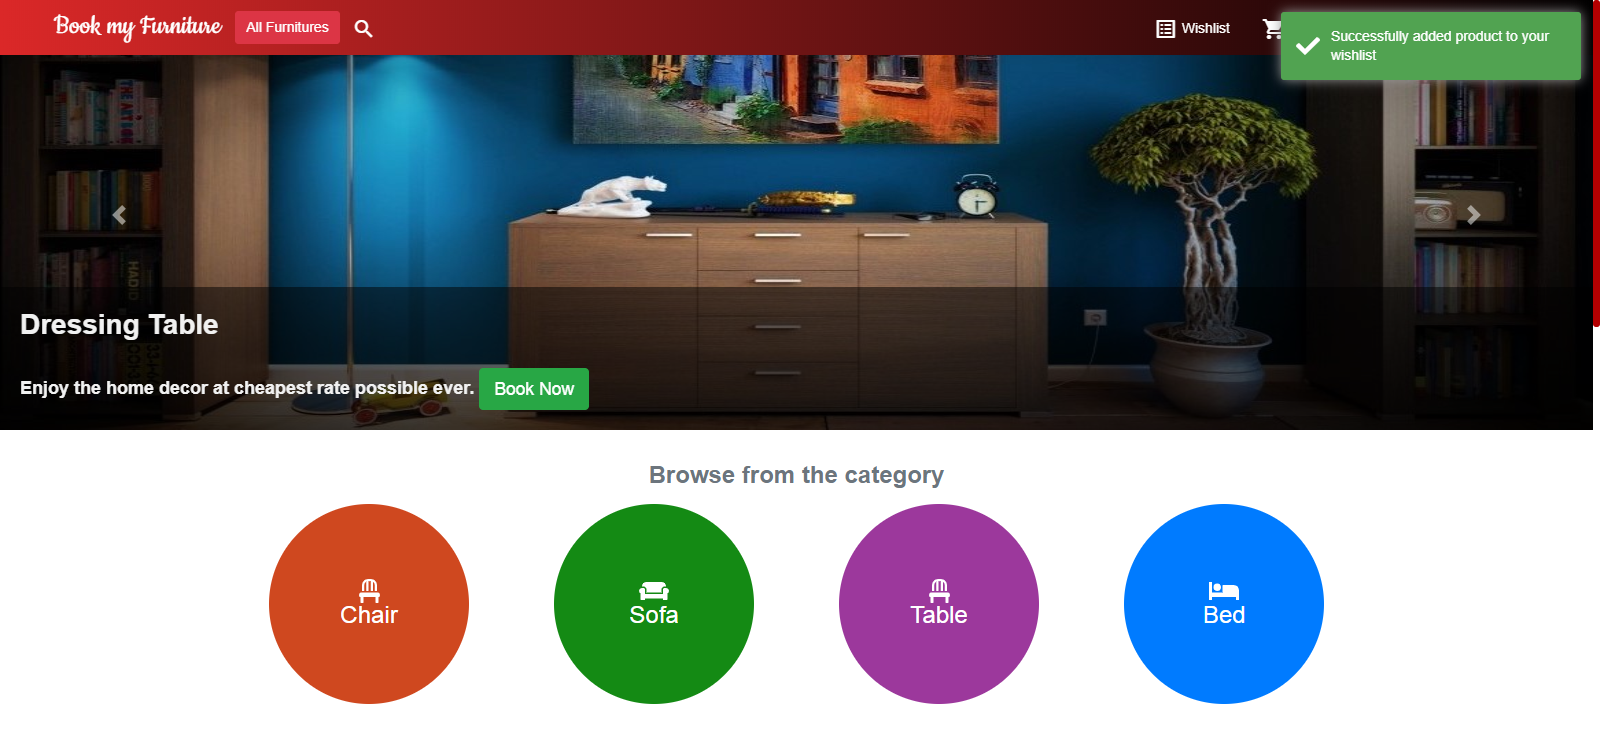 Book my Furniture
All Furnitures
Wishlist
Successfully added product to your
wishlist
Dressing Table
Enjoy the home decor at cheapest rate possible ever.
Book Now
Browse from the category
Chair
Sofa
Table
Bed